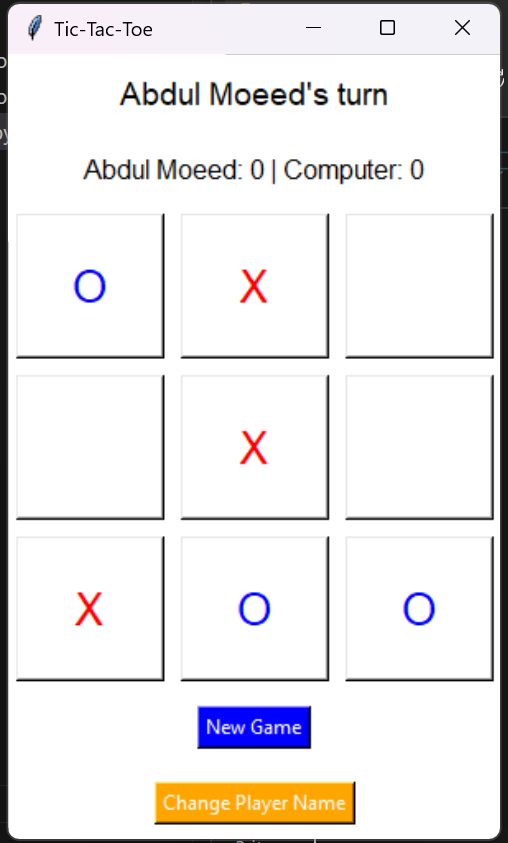 Tic-Tac-Toe
Abdul Moeed's turn
Abdul Moeed: 0 | Computer: 0
O X
X
X O O
New Game
Change Player Name